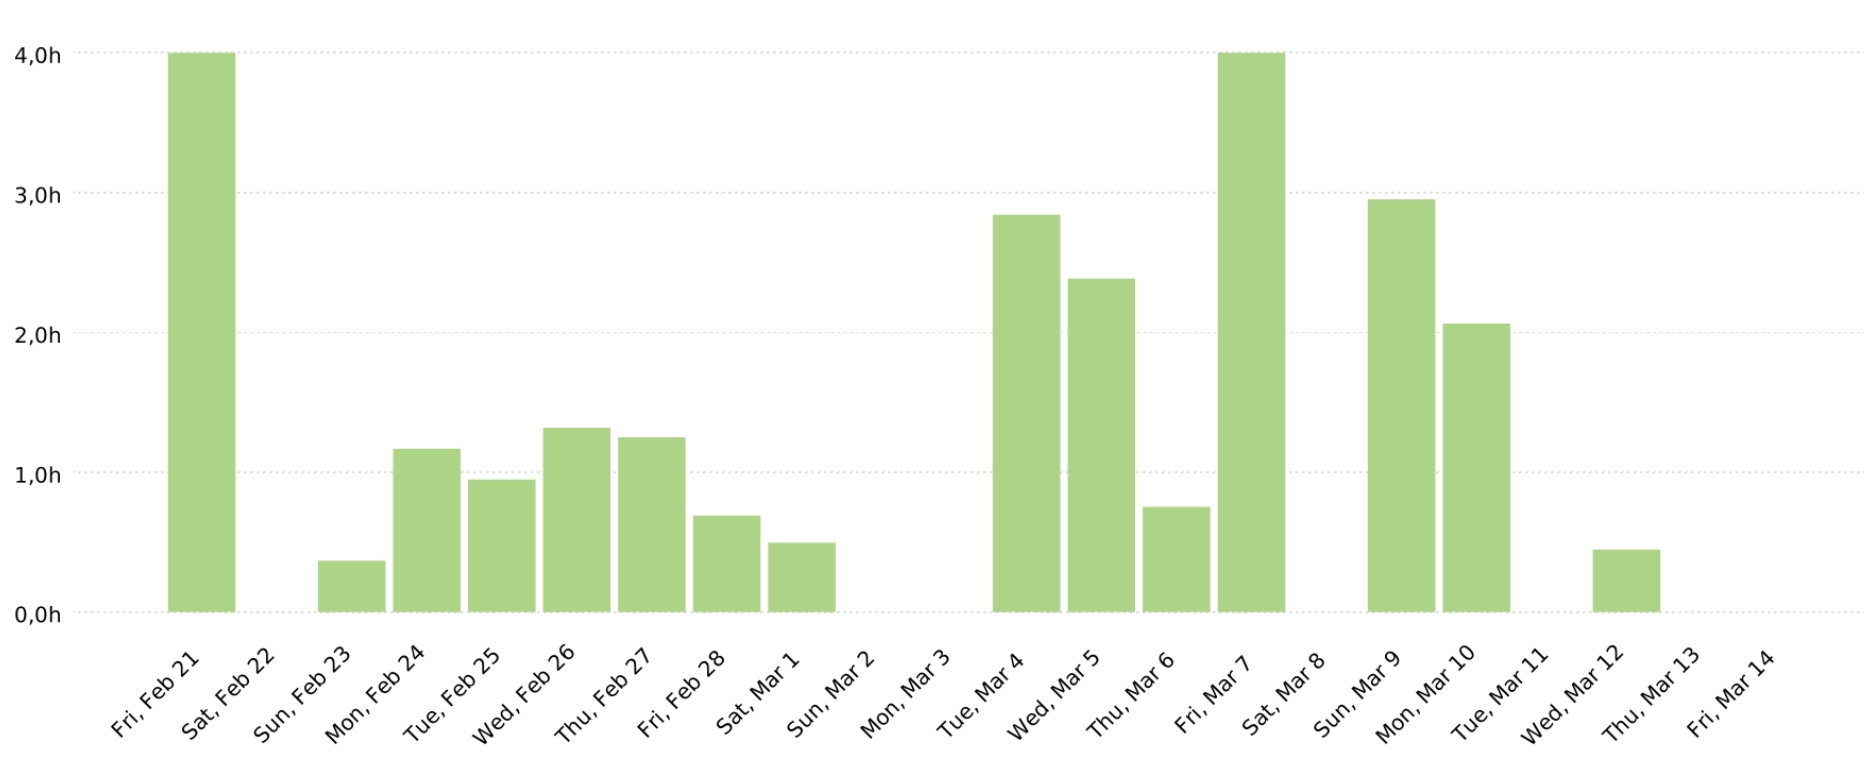 4,0h
3,0h
2,0h
1,0h
0,0h
Fri, Feb 21
Sat, Feb 22
Sun, Feb 23
Mon, Feb 24
Tue, Feb 25
Wed, Feb 26
Thu, Feb 27
Fri, Feb 28
Sat, Mar 1
Sun, Mar 2
Mon, Mar 3
Tue, Mar 4
Wed, Mar 5
Thu, Mar 6
Fri, Mar 7
Sat, Mar 8
Sun, Mar 9
Mon, Mar 10
Tue, Mar 11
Wed, Mar 12
Thu, Mar 13
Fri, Mar 14